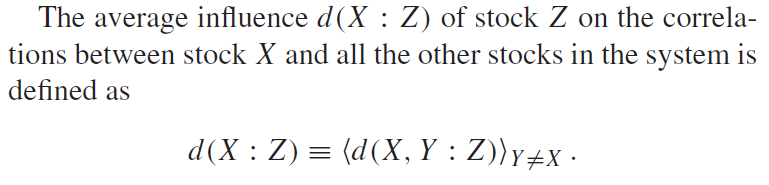 The average influence d(X : Z) of stock Z on the correla-
tions between stock X and all the other stocks in the system is
defined as
d(X : Z) ≡ ⟨d(X, Y : Z)⟩Y≠X .